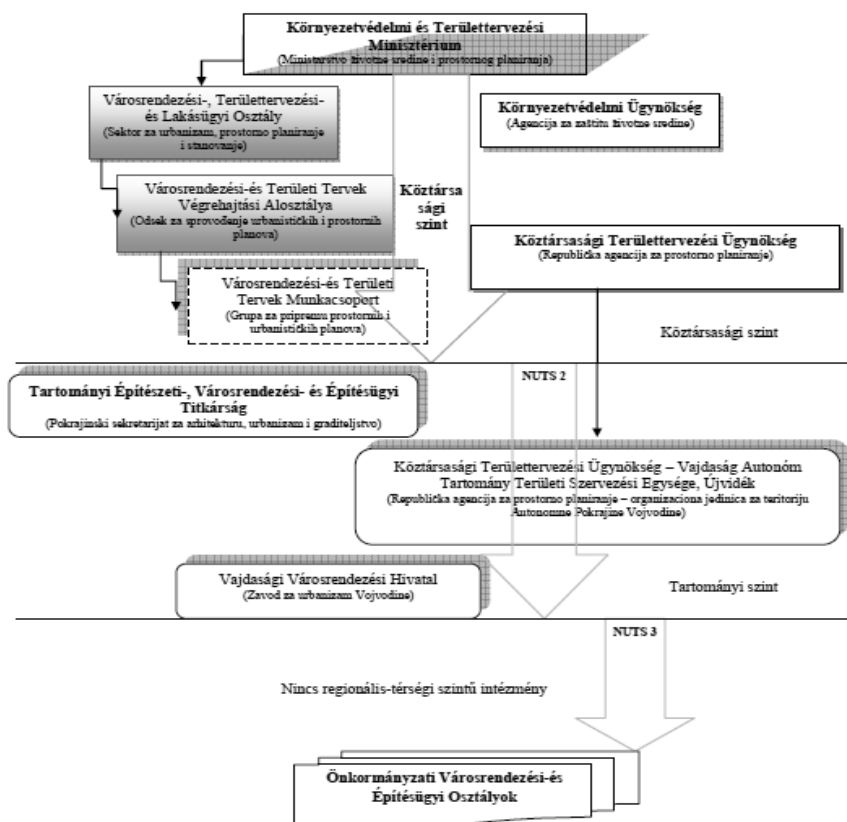 Környezetvédelmi és Területtervezési
Minisztérium
(Ministarstvo životne sredine i prostornog planiranja)
Városrendezési-, Területtervezési-
és Lakásügyi Osztály
(Sektor za urbanizam, prostorno planiranje
i stanovanje)
Környezetvédelmi Ügynökség
(Agencija za zaštitu životne sredine)
Városrendezési-és Területi Tervek
Végrehajtási Alosztálya
(Odsek za sprovođenje urbanističkih i prostornih
planova)
Köztársa
sági
szint
Köztársasági Területtervezési Ügynökség
(Republička agencija za prostorno planiranje)
Városrendezési-és Területi
Tervek Munkacsoport
(Grupa za pripremu prostornih i
urbanističkih planova)
Köztársasági szint
NUTS 2
Tartományi Építészeti-, Városrendezési- és Építésügyi
Titkárság
(Pokrajinski sekretarijat za arhitekturu, urbanizam i graditeljstvo)
Köztársasági Területtervezési Ügynökség – Vajdaság Autonóm
Tartomány Területi Szervezési Egysége, Újvidék
(Republička agencija za prostorno planiranje – organizaciona jedinica za teritoriju
Autonomne Pokrajine Vojvodine)
Vajdasági Városrendezési Hivatal
(Zavod za urbanizam Vojvodine)
Tartományi szint
NUTS 3
Nincs regionális-térségi szintű intézmény
Önkormányzati Városrendezési-és
Építésügyi Osztályok